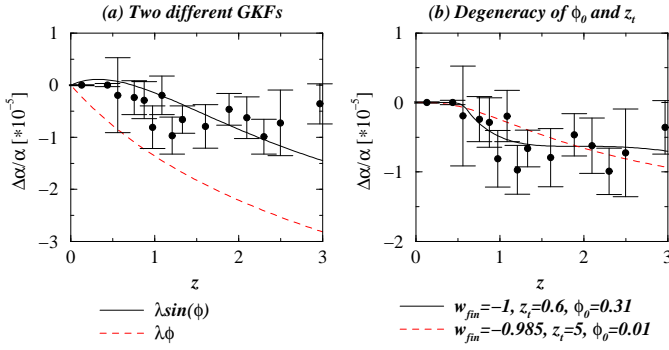 (a) Two different GKFs
(b) Degeneracy of ϕ0 and zt
1
0
−1
−2
−3
Δα/α [*10−5]
0
1
2
3
z
λsin(ϕ)
λϕ
1
0
−1
−2
Δα/α [*10−5]
0
1
2
3
z
wfin=−1, zt=0.6, ϕ0=0.31
wfin=−0.985, zt=5, ϕ0=0.01